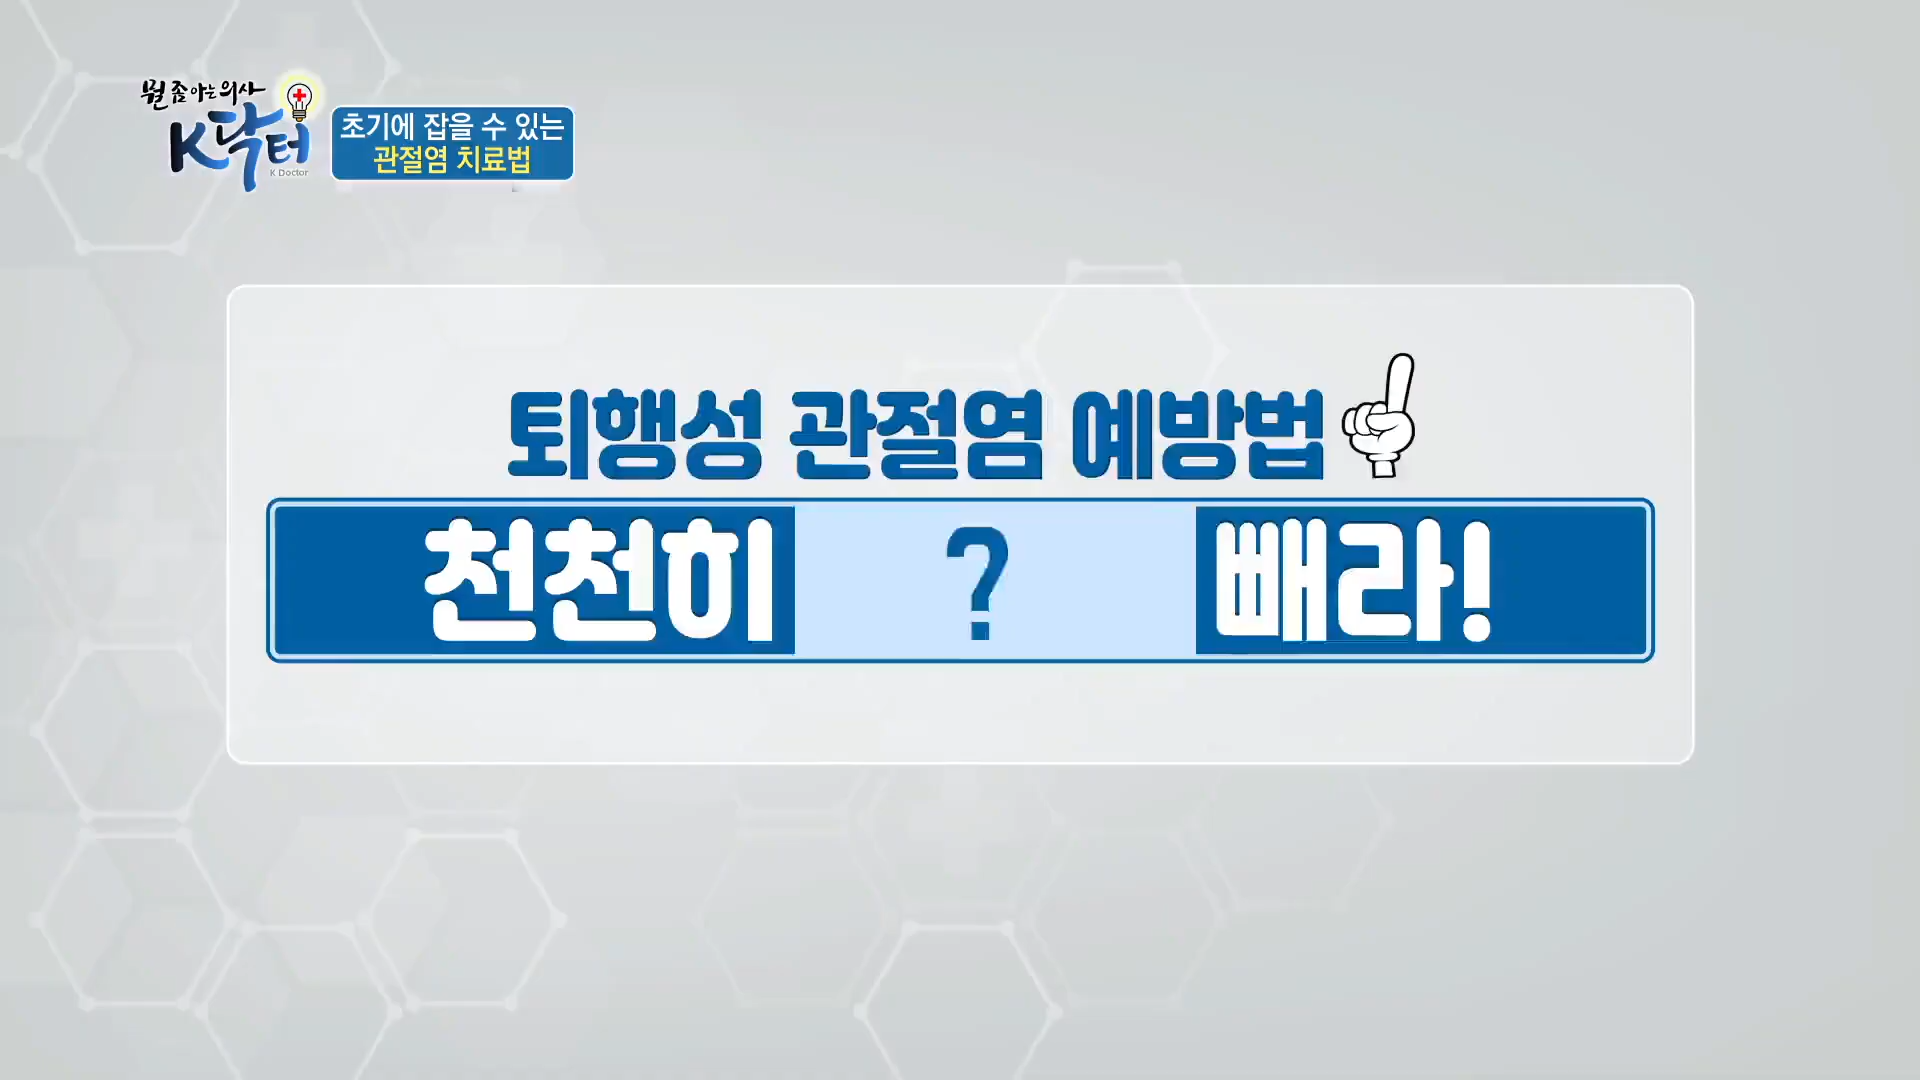 뭘 좀 아는 의사
K닥터
K Doctor
초기에 잡을 수 있는
관절염 치료법
퇴행성 관절염 예방법
천천히 ? 빼라!